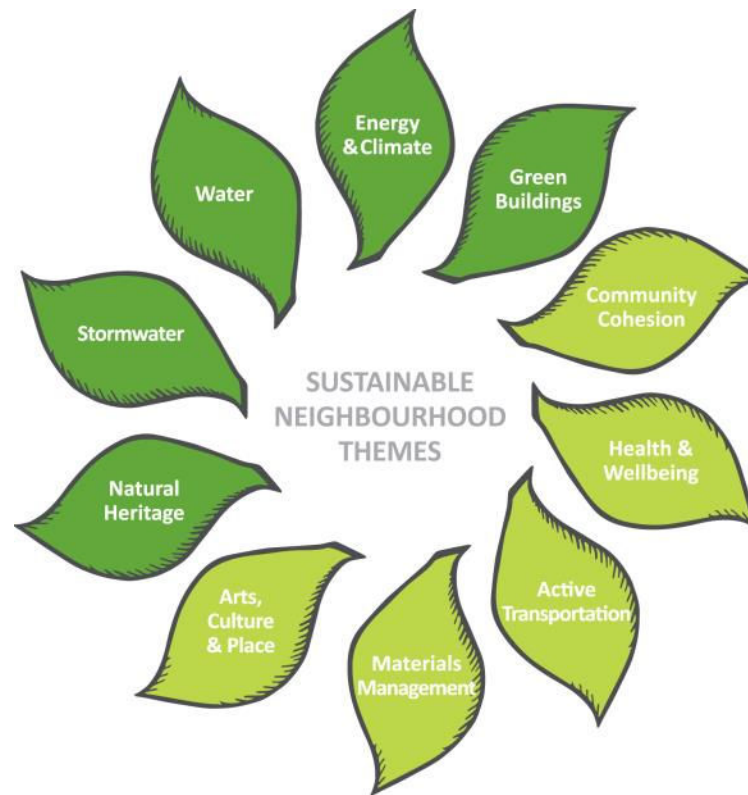 Energy
& Climate
Green
Buildings
Community
Cohesion
Health &
Wellbeing
Active
Transportation
Materials
Management
Arts,
Culture
& Place
Natural
Heritage
Stormwater
Water
SUSTAINABLE
NEIGHBOURHOOD
THEMES